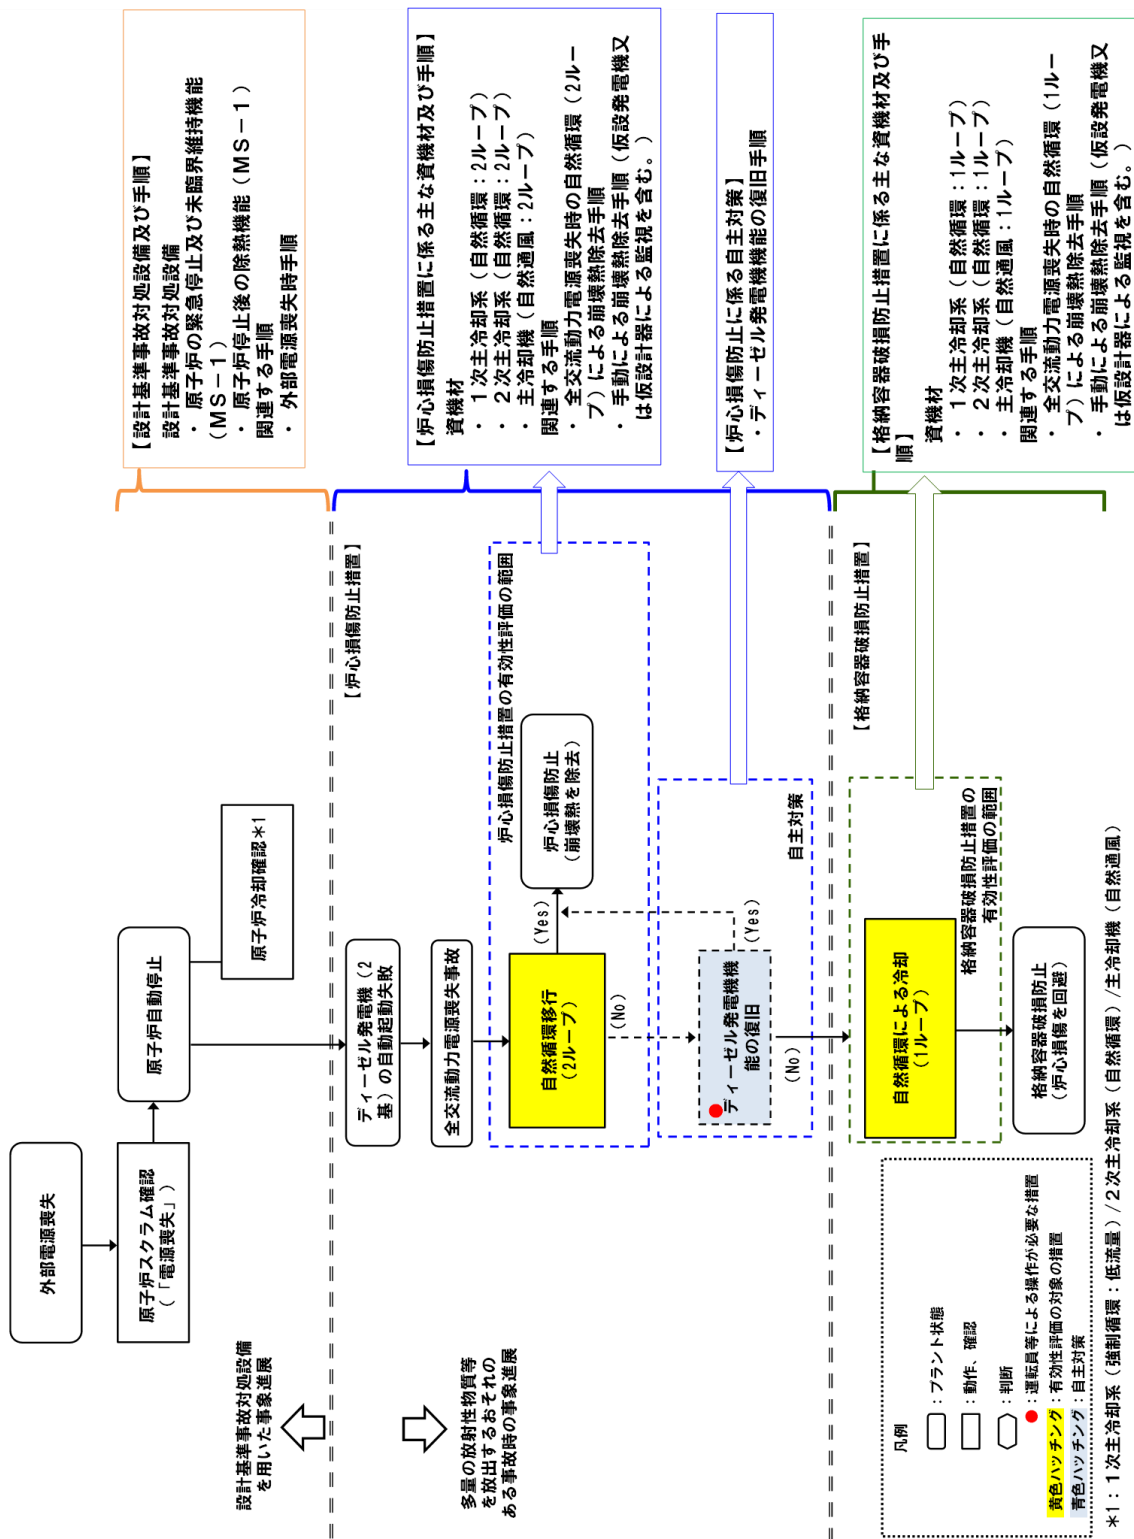 外部電源喪失
原子炉スクラム確認
(「電源喪失」)
原子炉自動停止
原子炉冷却確認*1
設計基準事故対処設備
を用いた事象進展
多量の放射性物質等
を放出するおそれの
ある事故時の事象進展
【炉心損傷防止措置】
ディーゼル発電機(2
基)の自動起動失敗
全交流動力電源喪失事故
炉心損傷防止措置の有効性評価の範囲
自然循環移行
(2ループ)
(Yes)
炉心損傷防止
(崩壊熱を除去)
(No)
ディーゼル発電機機
能の復旧
(Yes)
(No)
自主対策
【格納容器破損防止措置】
自然循環による冷却
(1ループ)
格納容器破損防止措置の
有効性評価の範囲
格納容器破損防止
(炉心損傷を回避)
【設計基準事故対処設備及び手順】
設計基準事故対処設備
・ 原子炉の緊急停止及び未臨界維持機能
(MS-1)
・ 原子炉停止後の除熱機能(MS-1)
関連する手順
・ 外部電源喪失時手順
【炉心損傷防止措置に係る主な資機材及び手順】
資機材
・ 1次主冷却系(自然循環:2ループ)
・ 2次主冷却系(自然循環:2ループ)
・ 主冷却機(自然通風:2ループ)
関連する手順
・ 全交流動力電源喪失時の自然循環(2ルー
プ)による崩壊熱除去手順
・ 手動による崩壊熱除去手順(仮設発電機又
は仮設計器による監視を含む。)
【炉心損傷防止に係る自主対策】
・ディーゼル発電機機能の復旧手順
【格納容器破損防止措置に係る主な資機材及び手
順】
資機材
・ 1次主冷却系(自然循環:1ループ)
・ 2次主冷却系(自然循環:1ループ)
・ 主冷却機(自然通風:1ループ)
関連する手順
・ 全交流動力電源喪失時の自然循環(1ルー
プ)による崩壊熱除去手順
・ 手動による崩壊熱除去手順(仮設発電機又
は仮設計器による監視を含む。)
凡例
:プラント状態
:動作、確認
:判断
:運転員等による操作が必要な措置
黄色ハッチング:有効性評価の対象の措置
青色ハッチング:自主対策
*1:1次主冷却系(強制循環:低流量)/2次主冷却系(自然循環)/主冷却機(自然通風)